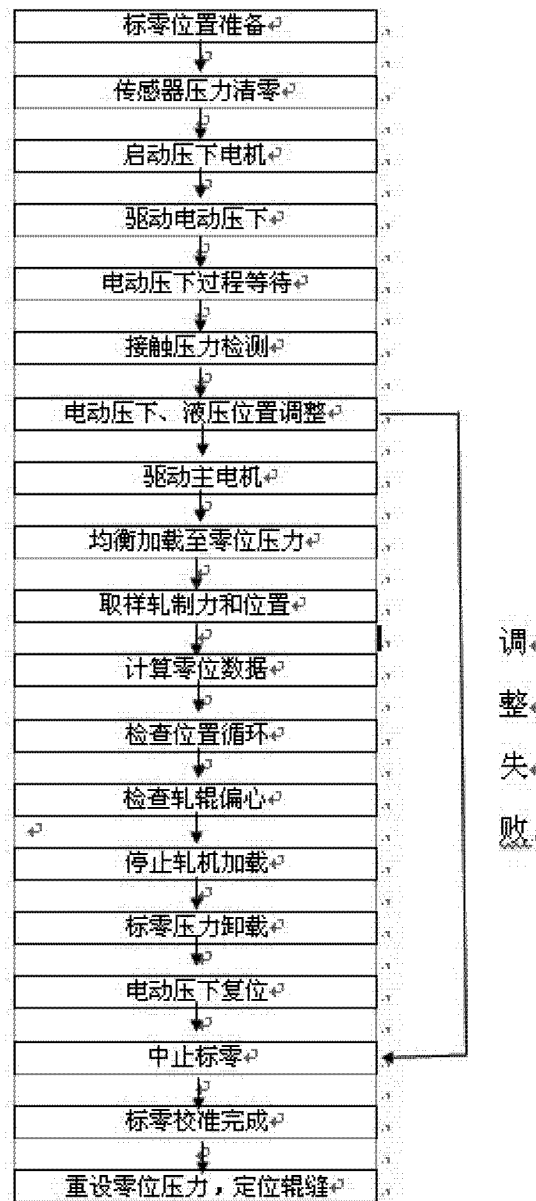 标零位置准备
传感器压力清零
启动压下电机
驱动电动压下
电动压下过程等待
接触压力检测
电动压下、液压位置调整
驱动主电机
均衡加载至零位压力
取样轧制力和位置
计算零位数据
检查位置循环
检查轧辊偏心
停止轧机加载
标零压力卸载
电动压下复位
中止标零
标零校准完成
重设零位压力，定位辊缝
调
整
失
败